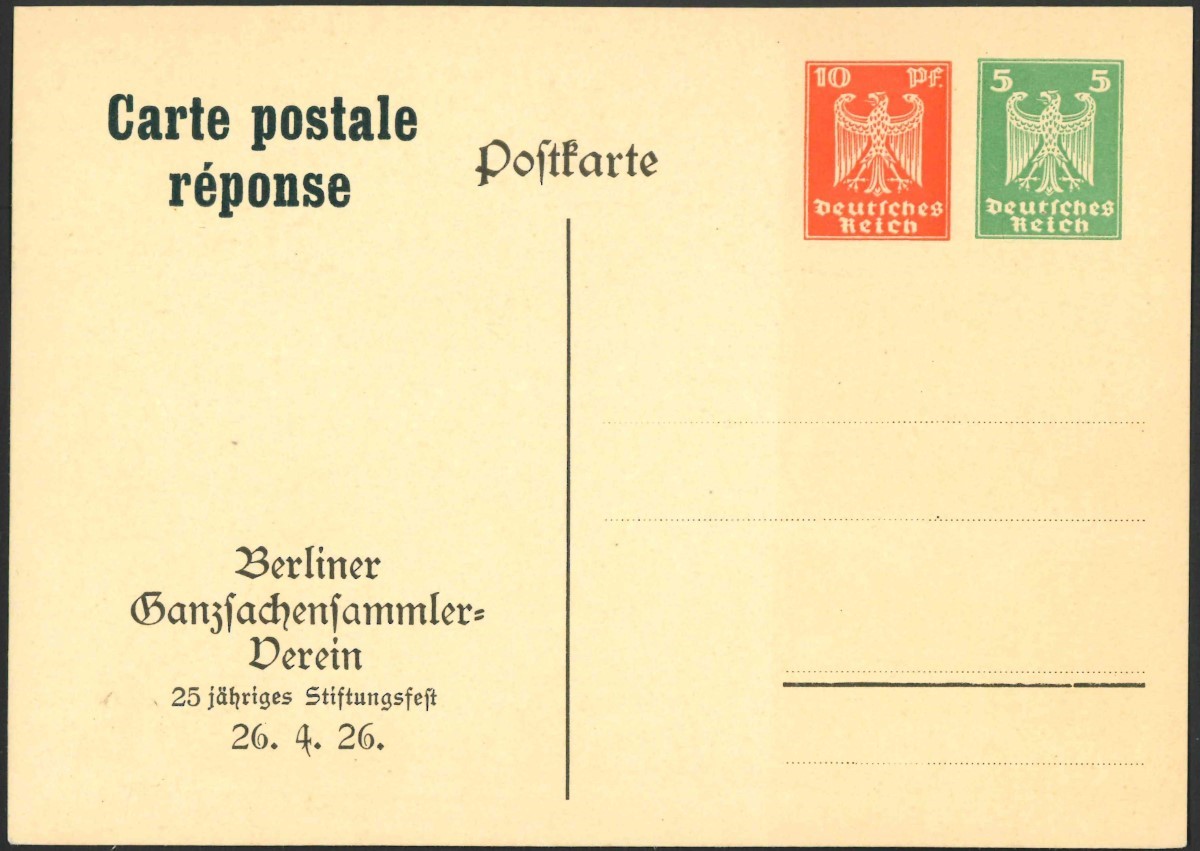 Carte postale
réponse
Poſtkarte
10 Pf.
Deutſches
Reich
5 5
Deutſches
Reich
Berliner
Ganzſachenſammler-
Verein
25 jähriges Stiftungsfeſt
26. 4. 26.